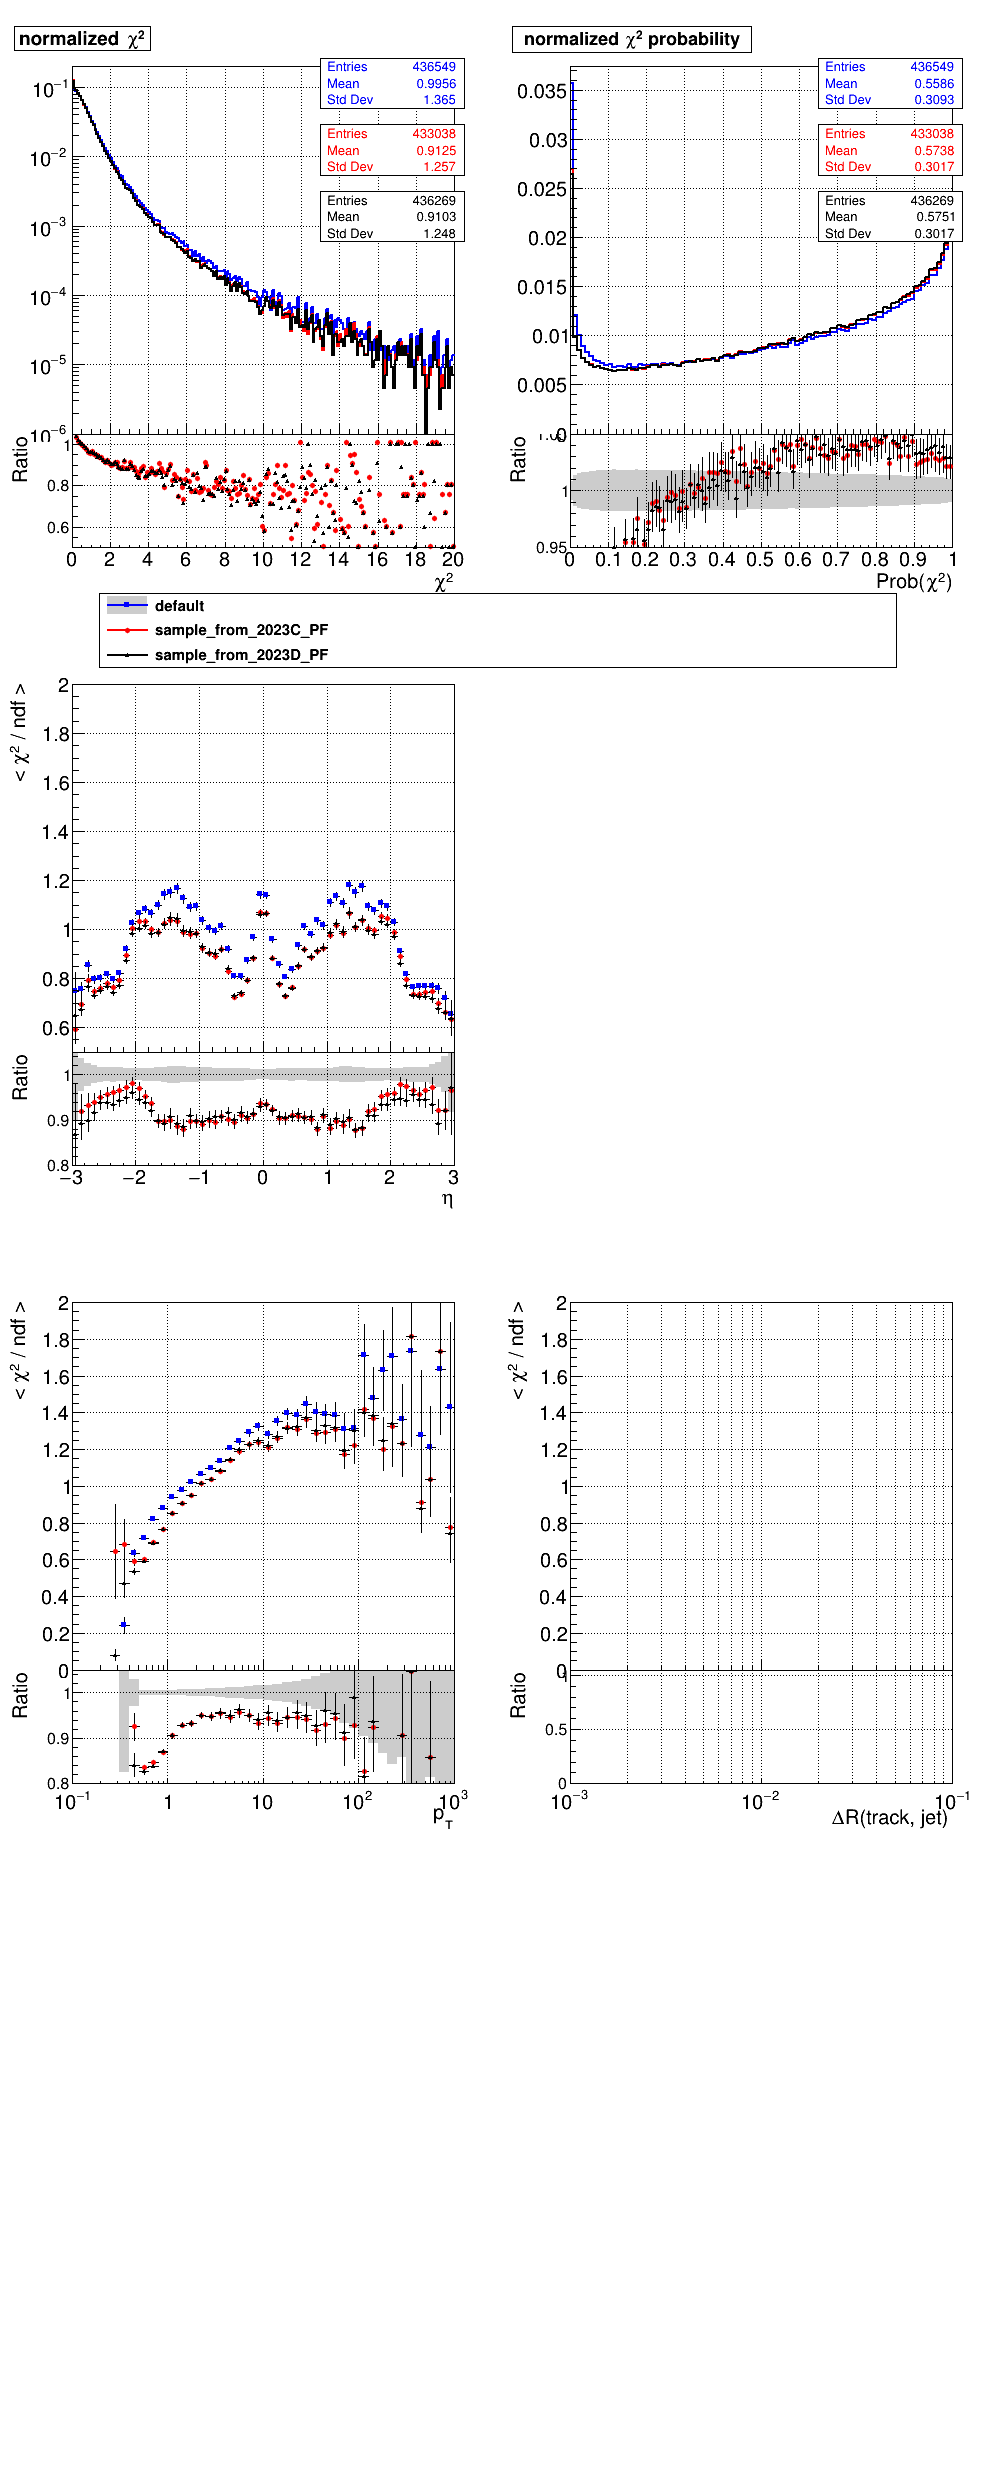 normalized χ²
normalized χ² probability
Entries 436549
Mean 0.9956
Std Dev 1.365
Entries 433038
Mean 0.9125
Std Dev 1.257
Entries 436269
Mean 0.9103
Std Dev 1.248
10⁻¹
10⁻²
10⁻³
10⁻⁴
10⁻⁵
10⁻⁶
Ratio
1
0.8
0.6
0 2 4 6 8 10 12 14 16 18 20
χ²
Entries 436549
Mean 0.5586
Std Dev 0.3093
Entries 433038
Mean 0.5738
Std Dev 0.3017
Entries 436269
Mean 0.5751
Std Dev 0.3017
0.035
0.03
0.025
0.02
0.015
0.01
0.005
0
Ratio
1
0.95
0 0.1 0.2 0.3 0.4 0.5 0.6 0.7 0.8 0.9 1
Prob(χ²)
default
sample_from_2023C_PF
sample_from_2023D_PF
< χ² / ndf >
2
1.8
1.6
1.4
1.2
1
0.8
0.6
Ratio
1
0.9
0.8
−3 −2 −1 0 1 2 3
η
< χ² / ndf >
2
1.8
1.6
1.4
1.2
1
0.8
0.6
0.4
0.2
0
Ratio
1
0.9
0.8
10⁻¹ 1 10 10² 10³
p_T
< χ² / ndf >
2
1.8
1.6
1.4
1.2
1
0.8
0.6
0.4
0.2
0
Ratio
1
0.5
0
10⁻³ 10⁻² 10⁻¹
ΔR(track, jet)